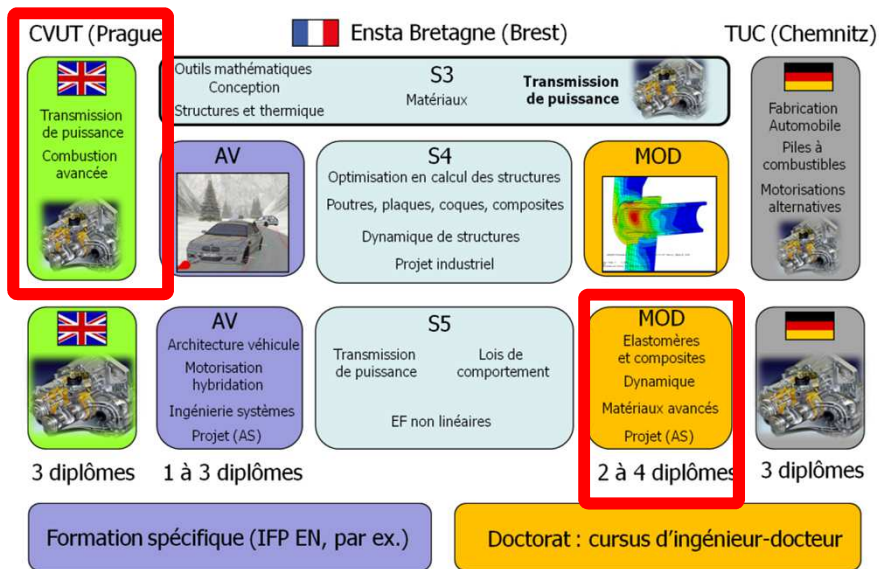 CVUT (Prague
Ensta Bretagne (Brest)
TUC (Chemnitz)
Transmission
de puissance
Combustion
avancée
Outils mathématiques
Conception
Structures et thermique
S3
Matériaux
Transmission
de puissance
Fabrication
Automobile
Piles à
combustibles
Motorisations
alternatives
AV
S4
Optimisation en calcul des structures
Poutres, plaques, coques, composites
Dynamique de structures
Projet industriel
MOD
AV
Architecture véhicule
Motorisation
hybridation
Ingénierie systèmes
Projet (AS)
S5
Transmission
de puissance
Lois de
comportement
EF non linéaires
MOD
Elastomères
et composites
Dynamique
Matériaux avancés
Projet (AS)
3 diplômes
1 à 3 diplômes
2 à 4 diplômes
3 diplômes
Formation spécifique (IFP EN, par ex.)
Doctorat : cursus d'ingénieur-docteur